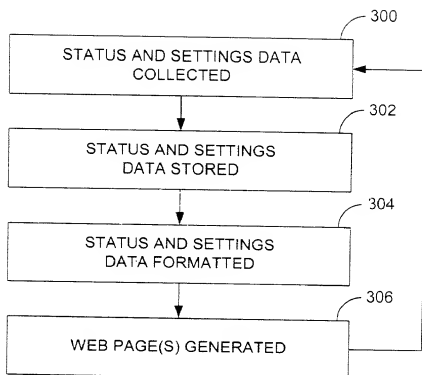 300
STATUS AND SETTINGS DATA
COLLECTED
302
STATUS AND SETTINGS
DATA STORED
304
STATUS AND SETTINGS
DATA FORMATTED
306
WEB PAGE(S) GENERATED